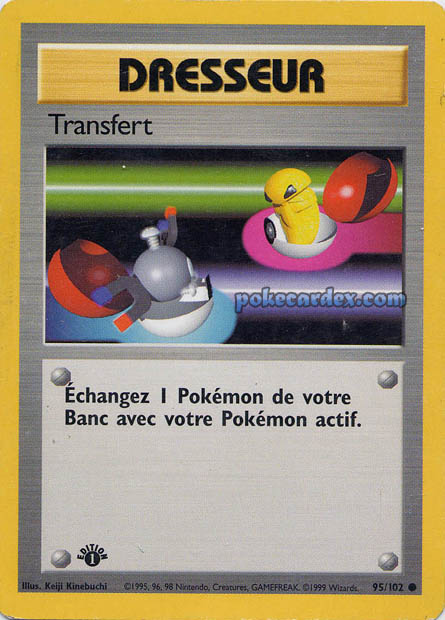 DRESSEUR
Transfert
pokecardex.com
Échangez 1 Pokémon de votre
Banc avec votre Pokémon actif.
EDITION
1
Illus. Keiji Kinebuchi ©1995, 96, 98 Nintendo, Creatures, GAMEFREAK. ©1999 Wizards. 95/102